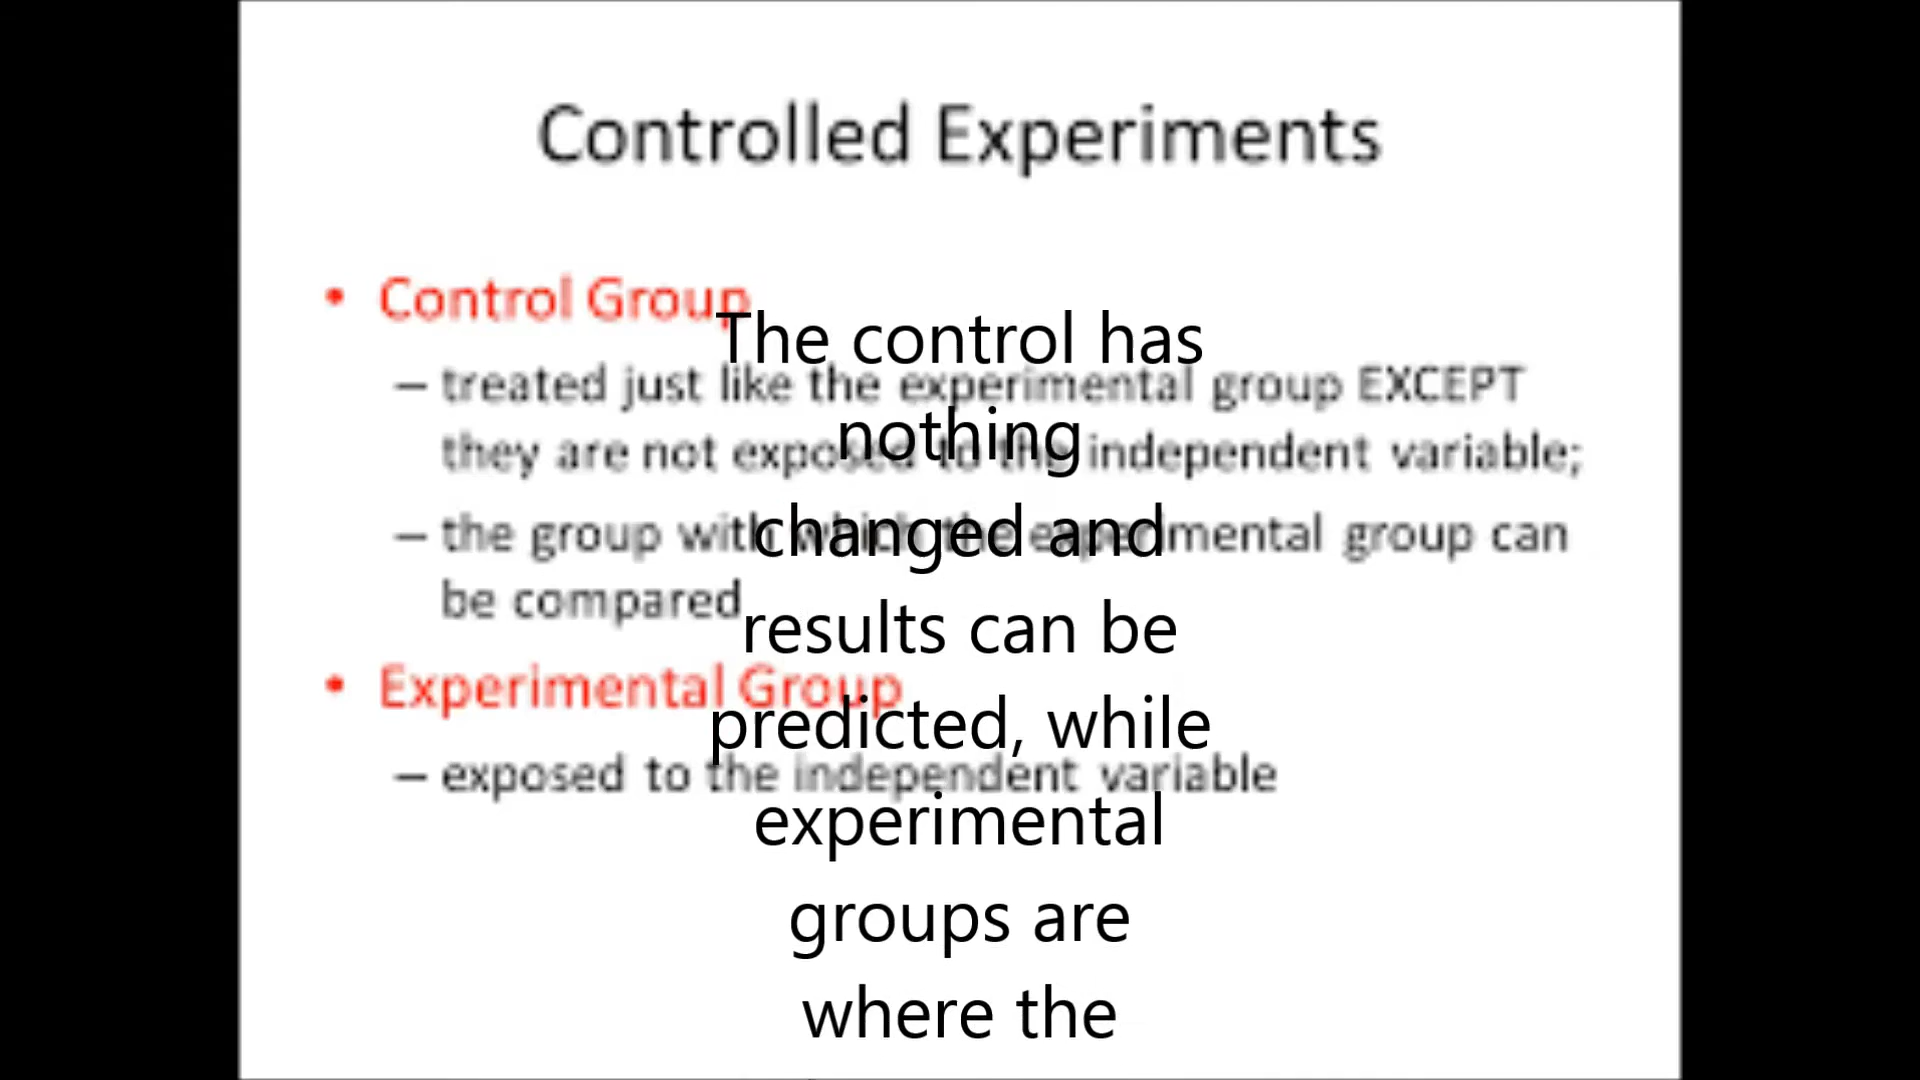 Controlled Experiments
• Control Group
– treated just like the experimental group EXCEPT
they are not exposed to the independent variable;
– the group with which the experimental group can
be compared
• Experimental Group
– exposed to the independent variable
The control has
nothing
changed and
results can be
predicted, while
experimental
groups are
where the